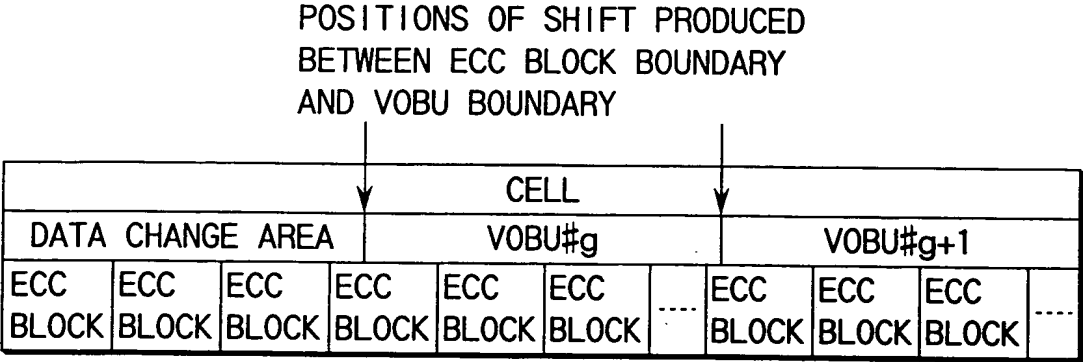 POSITIONS OF SHIFT PRODUCED
BETWEEN ECC BLOCK BOUNDARY
AND VOBU BOUNDARY
CELL
DATA CHANGE AREA VOBU#g VOBU#g+1
ECC ECC ECC ECC ECC ECC ECC ECC ECC
BLOCK BLOCK BLOCK BLOCK BLOCK BLOCK ---- BLOCK BLOCK BLOCK ----